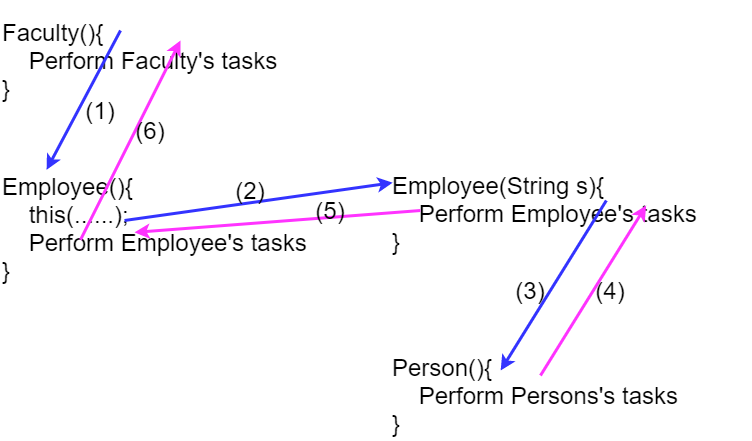 Faculty(){
Perform Faculty's tasks
}
(1)
(6)
Employee(){
this(......);
Perform Employee's tasks
}
(2)
(5)
Employee(String s){
Perform Employee's tasks
}
(3)
(4)
Person(){
Perform Persons's tasks
}